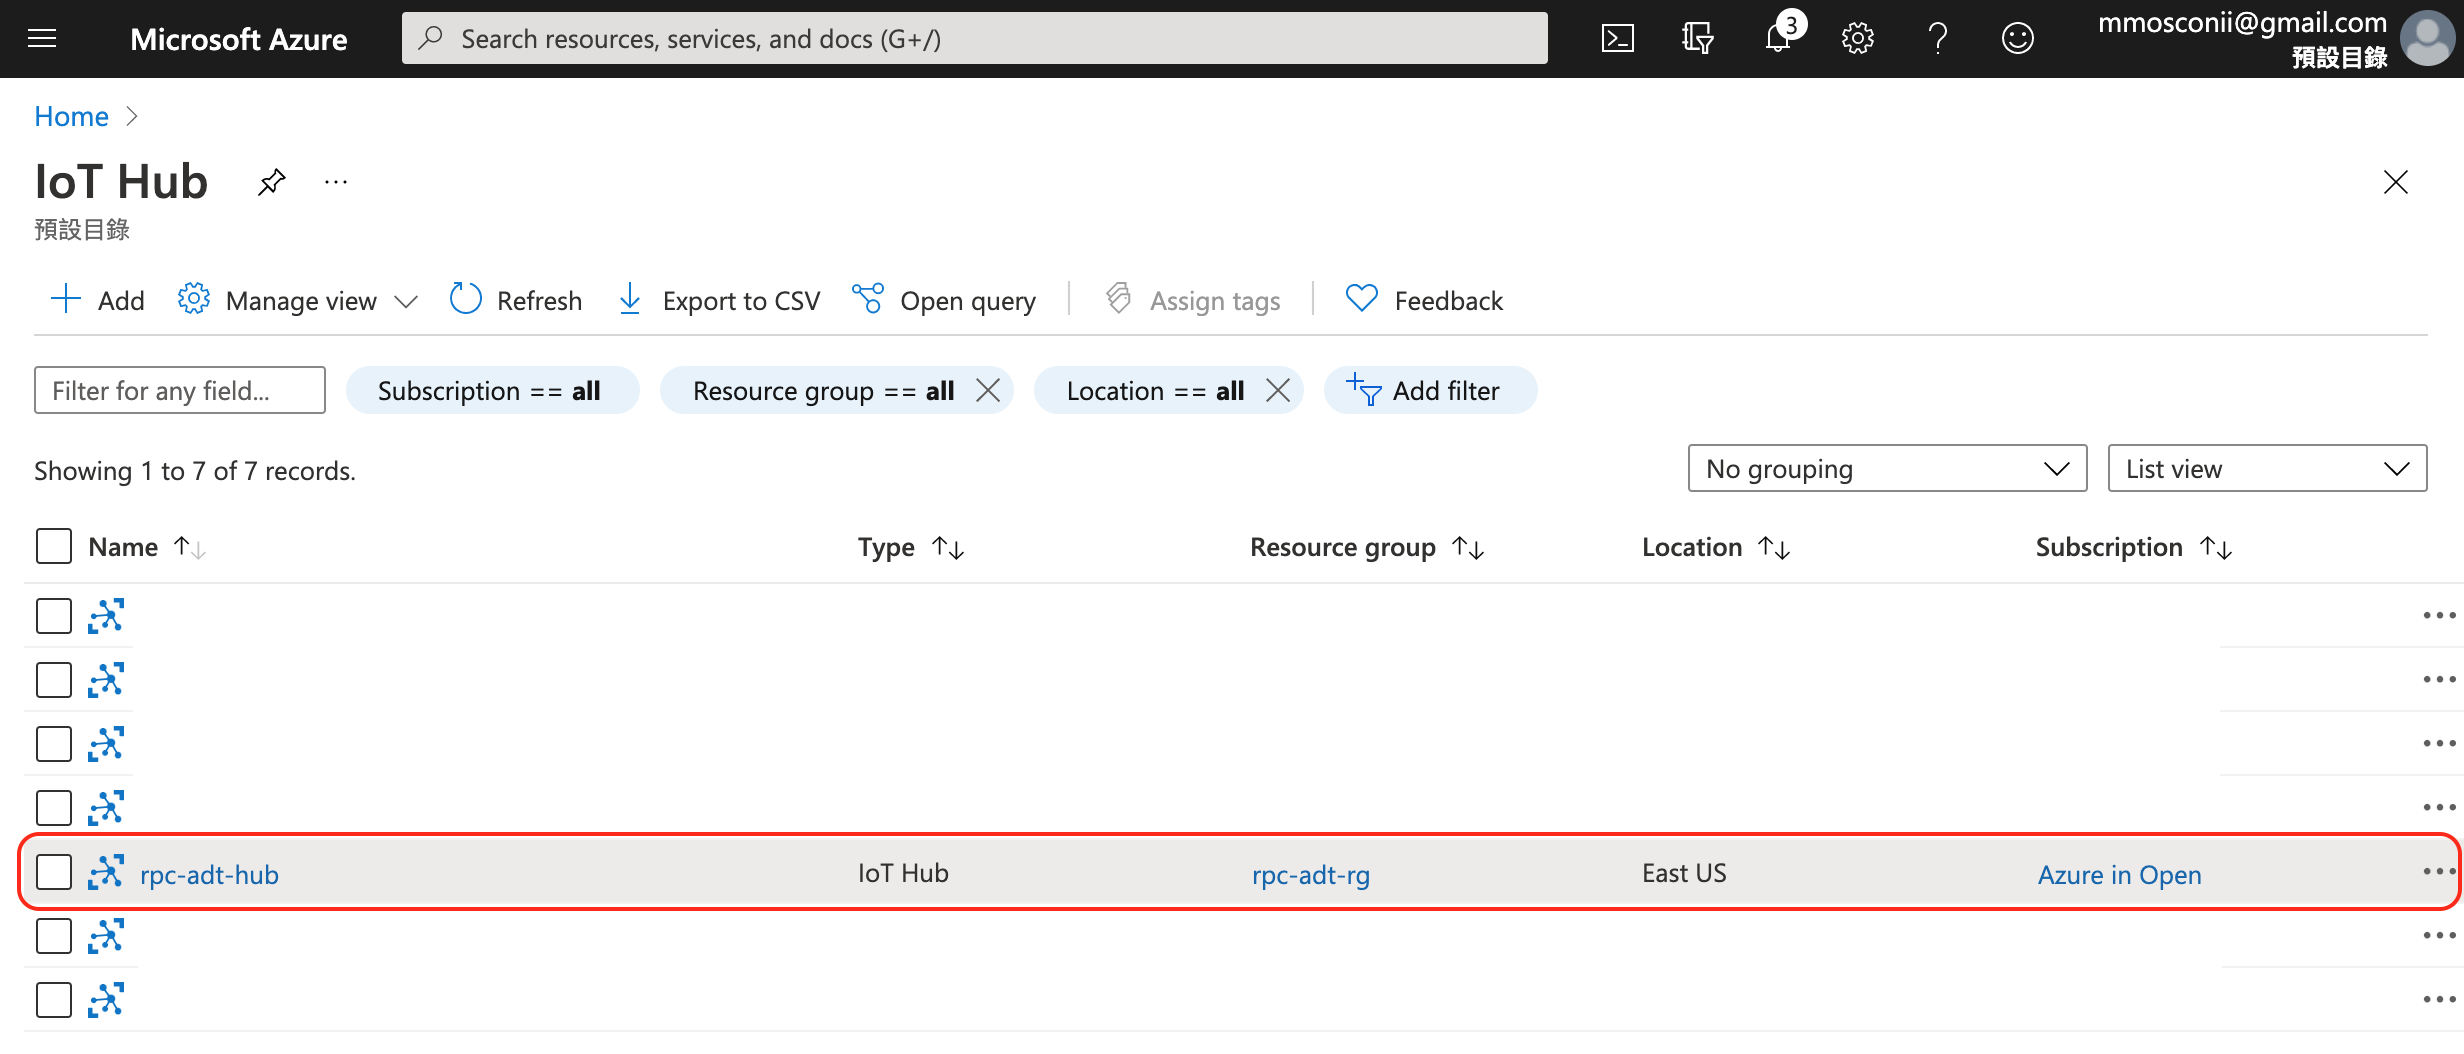 Microsoft Azure
Search resources, services, and docs (G+/)
3
mmosconii@gmail.com
預設目錄
Home
IoT Hub
預設目錄
Add
Manage view
Refresh
Export to CSV
Open query
Assign tags
Feedback
Filter for any field...
Subscription == all
Resource group == all
Location == all
Add filter
Showing 1 to 7 of 7 records.
No grouping
List view
Name
Type
Resource group
Location
Subscription
rpc-adt-hub
IoT Hub
rpc-adt-rg
East US
Azure in Open